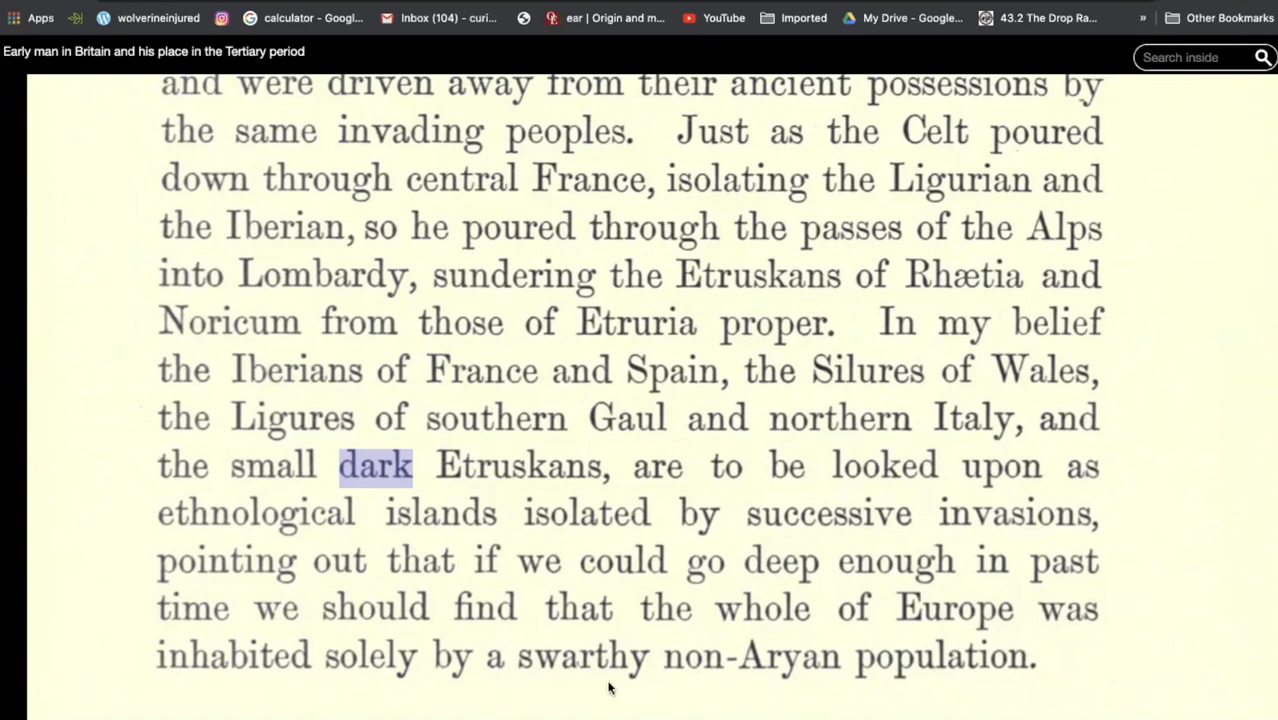 Apps wolverineinjured calculator - Googl... Inbox (104) - curi... ear | Origin and m... YouTube Imported My Drive - Google... 43.2 The Drop Ra... » Other Bookmarks
Early man in Britain and his place in the Tertiary period
Search inside
and were driven away from their ancient possessions by
the same invading peoples. Just as the Celt poured
down through central France, isolating the Ligurian and
the Iberian, so he poured through the passes of the Alps
into Lombardy, sundering the Etruskans of Rhætia and
Noricum from those of Etruria proper. In my belief
the Iberians of France and Spain, the Silures of Wales,
the Ligures of southern Gaul and northern Italy, and
the small dark Etruskans, are to be looked upon as
ethnological islands isolated by successive invasions,
pointing out that if we could go deep enough in past
time we should find that the whole of Europe was
inhabited solely by a swarthy non-Aryan population.